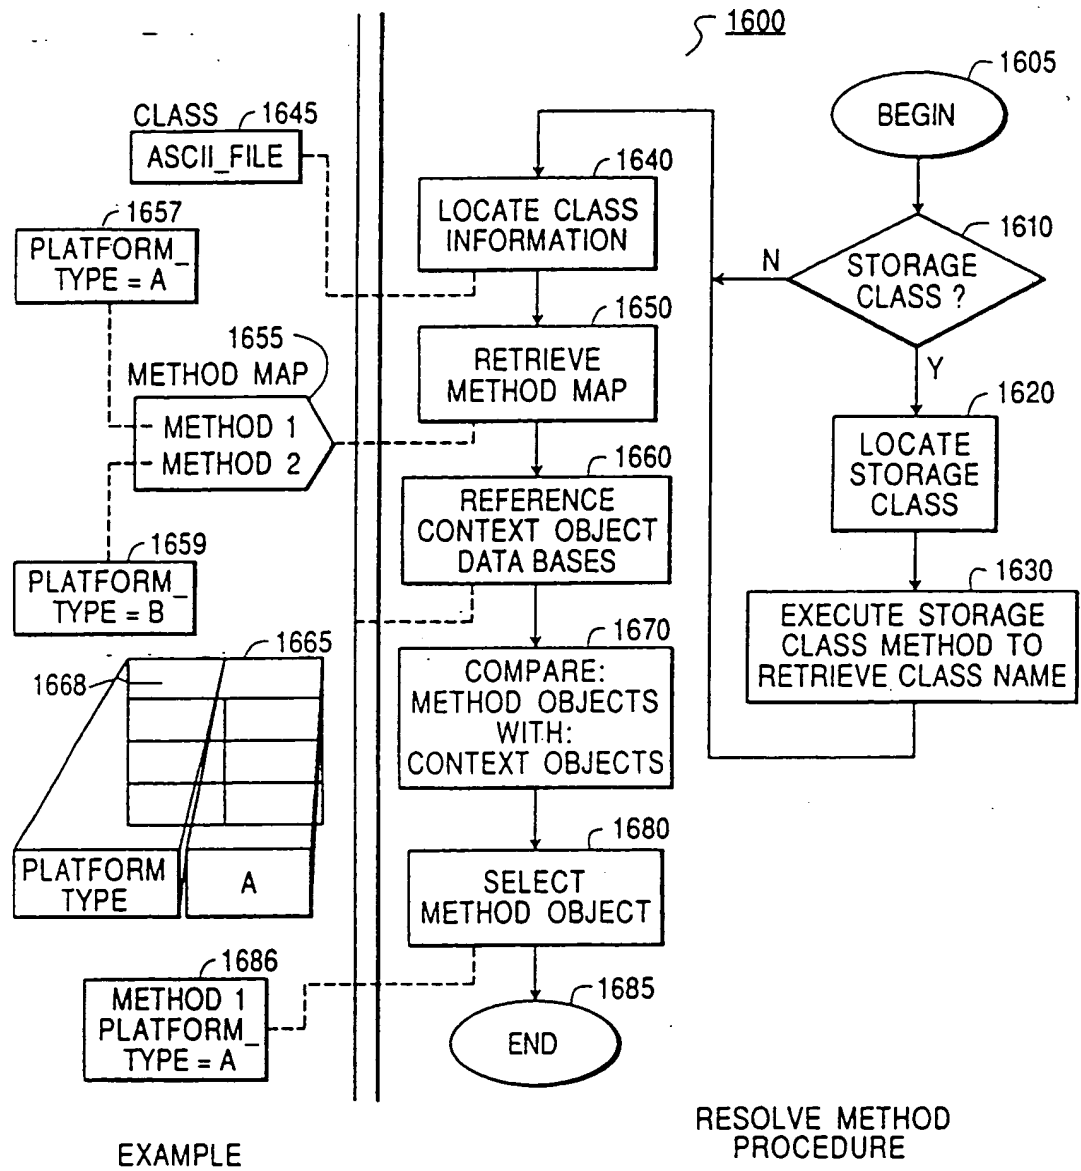 1600
1605
BEGIN
1610
STORAGE
CLASS ?
N
Y
1620
LOCATE
STORAGE
CLASS
1630
EXECUTE STORAGE
CLASS METHOD TO
RETRIEVE CLASS NAME
1640
LOCATE CLASS
INFORMATION
1650
RETRIEVE
METHOD MAP
1660
REFERENCE
CONTEXT OBJECT
DATA BASES
1670
COMPARE:
METHOD OBJECTS
WITH:
CONTEXT OBJECTS
1680
SELECT
METHOD OBJECT
1685
END
CLASS
1645
ASCII_FILE
1657
PLATFORM_
TYPE = A
1655
METHOD MAP
METHOD 1
METHOD 2
1659
PLATFORM_
TYPE = B
1665
1668
PLATFORM
TYPE
A
1686
METHOD 1
PLATFORM_
TYPE = A
EXAMPLE
RESOLVE METHOD
PROCEDURE